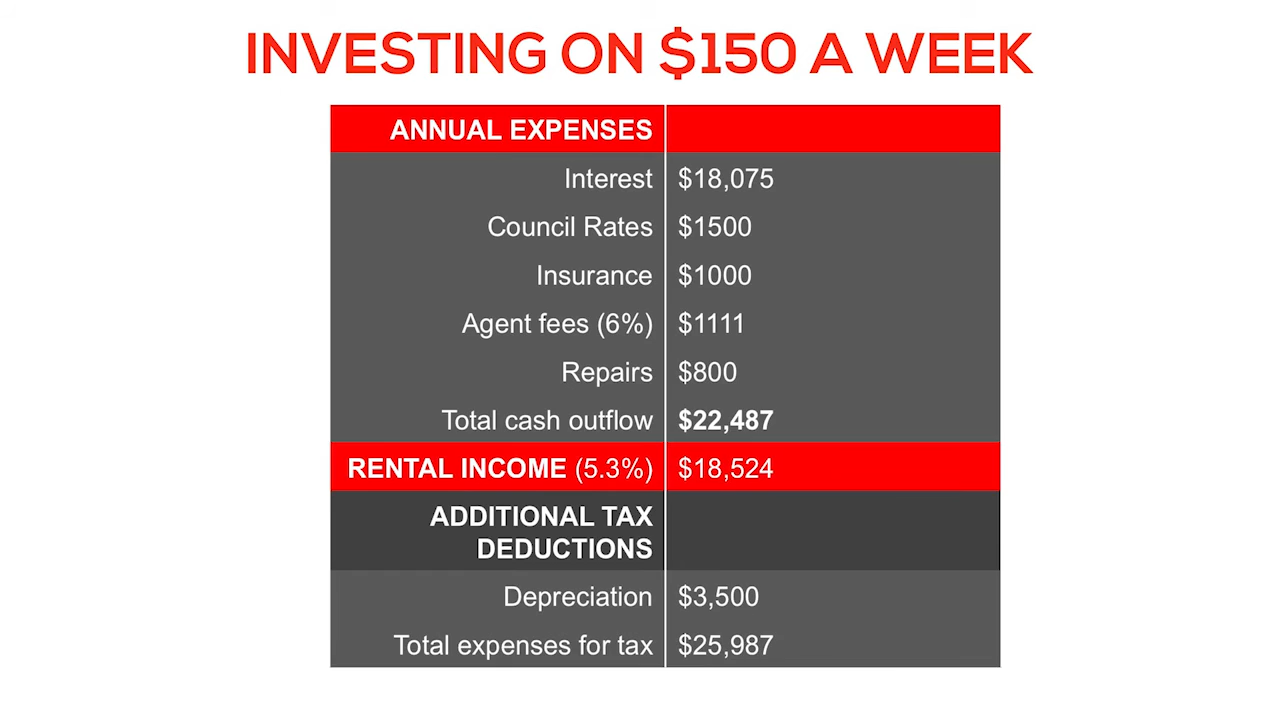 INVESTING ON $150 A WEEK
ANNUAL EXPENSES
Interest $18,075
Council Rates $1500
Insurance $1000
Agent fees (6%) $1111
Repairs $800
Total cash outflow $22,487
RENTAL INCOME (5.3%) $18,524
ADDITIONAL TAX
DEDUCTIONS
Depreciation $3,500
Total expenses for tax $25,987